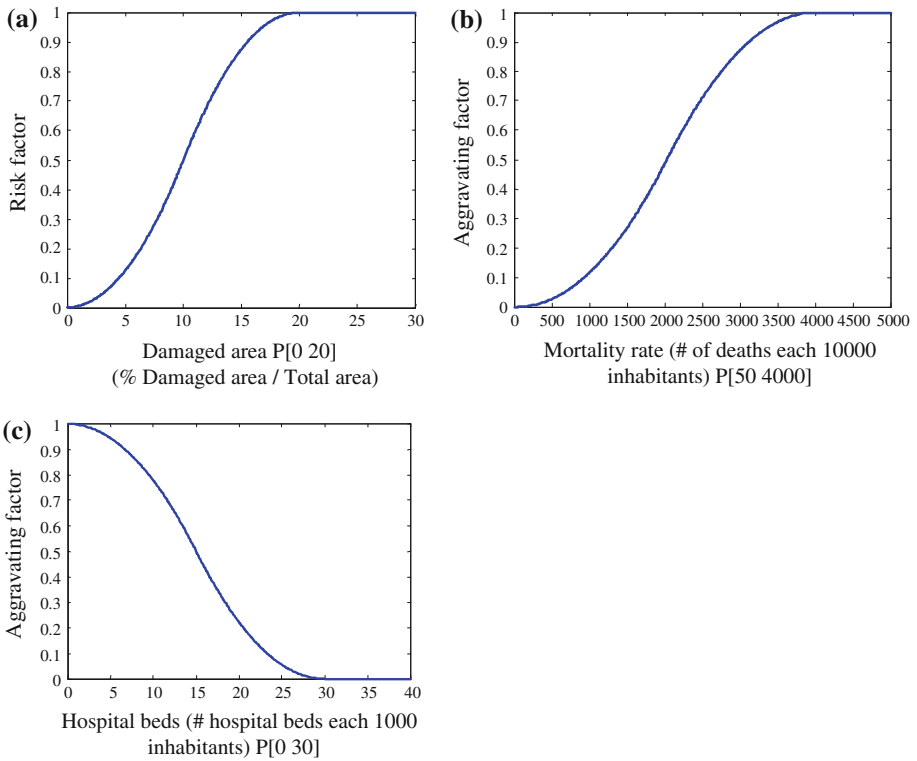 (a)
Risk factor
1
0.9
0.8
0.7
0.6
0.5
0.4
0.3
0.2
0.1
0
0 5 10 15 20 25 30
Damaged area P[0 20]
(% Damaged area / Total area)
(b)
Aggravating factor
1
0.9
0.8
0.7
0.6
0.5
0.4
0.3
0.2
0.1
0
0 500 1000 1500 2000 2500 3000 3500 4000 4500 5000
Mortality rate (# of deaths each 10000
inhabitants) P[50 4000]
(c)
Aggravating factor
1
0.9
0.8
0.7
0.6
0.5
0.4
0.3
0.2
0.1
0
0 5 10 15 20 25 30 35 40
Hospital beds (# hospital beds each 1000
inhabitants) P[0 30]